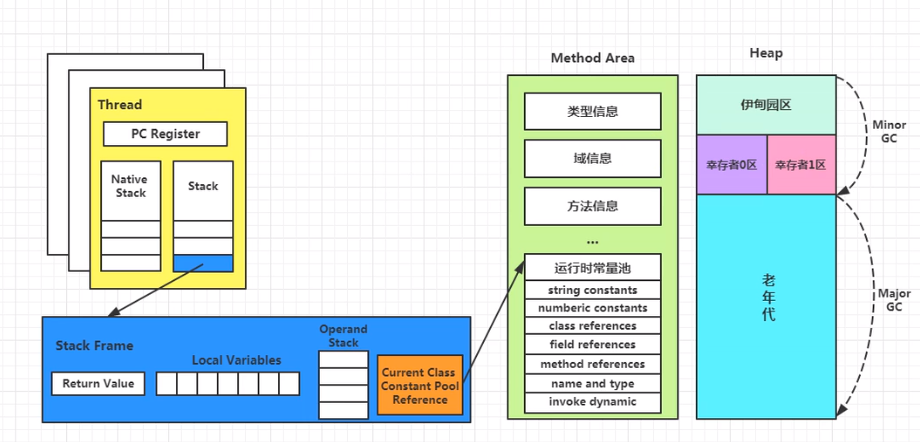 Thread
PC Register
Native
Stack
Stack
Stack Frame
Return Value
Local Variables
Operand
Stack
Current Class
Constant Pool
Reference
Method Area
类型信息
域信息
方法信息
...
运行时常量池
string constants
numberic constants
class references
field references
method references
name and type
invoke dynamic
Heap
伊甸园区
幸存者0区
幸存者1区
老年代
Minor
GC
Major
GC